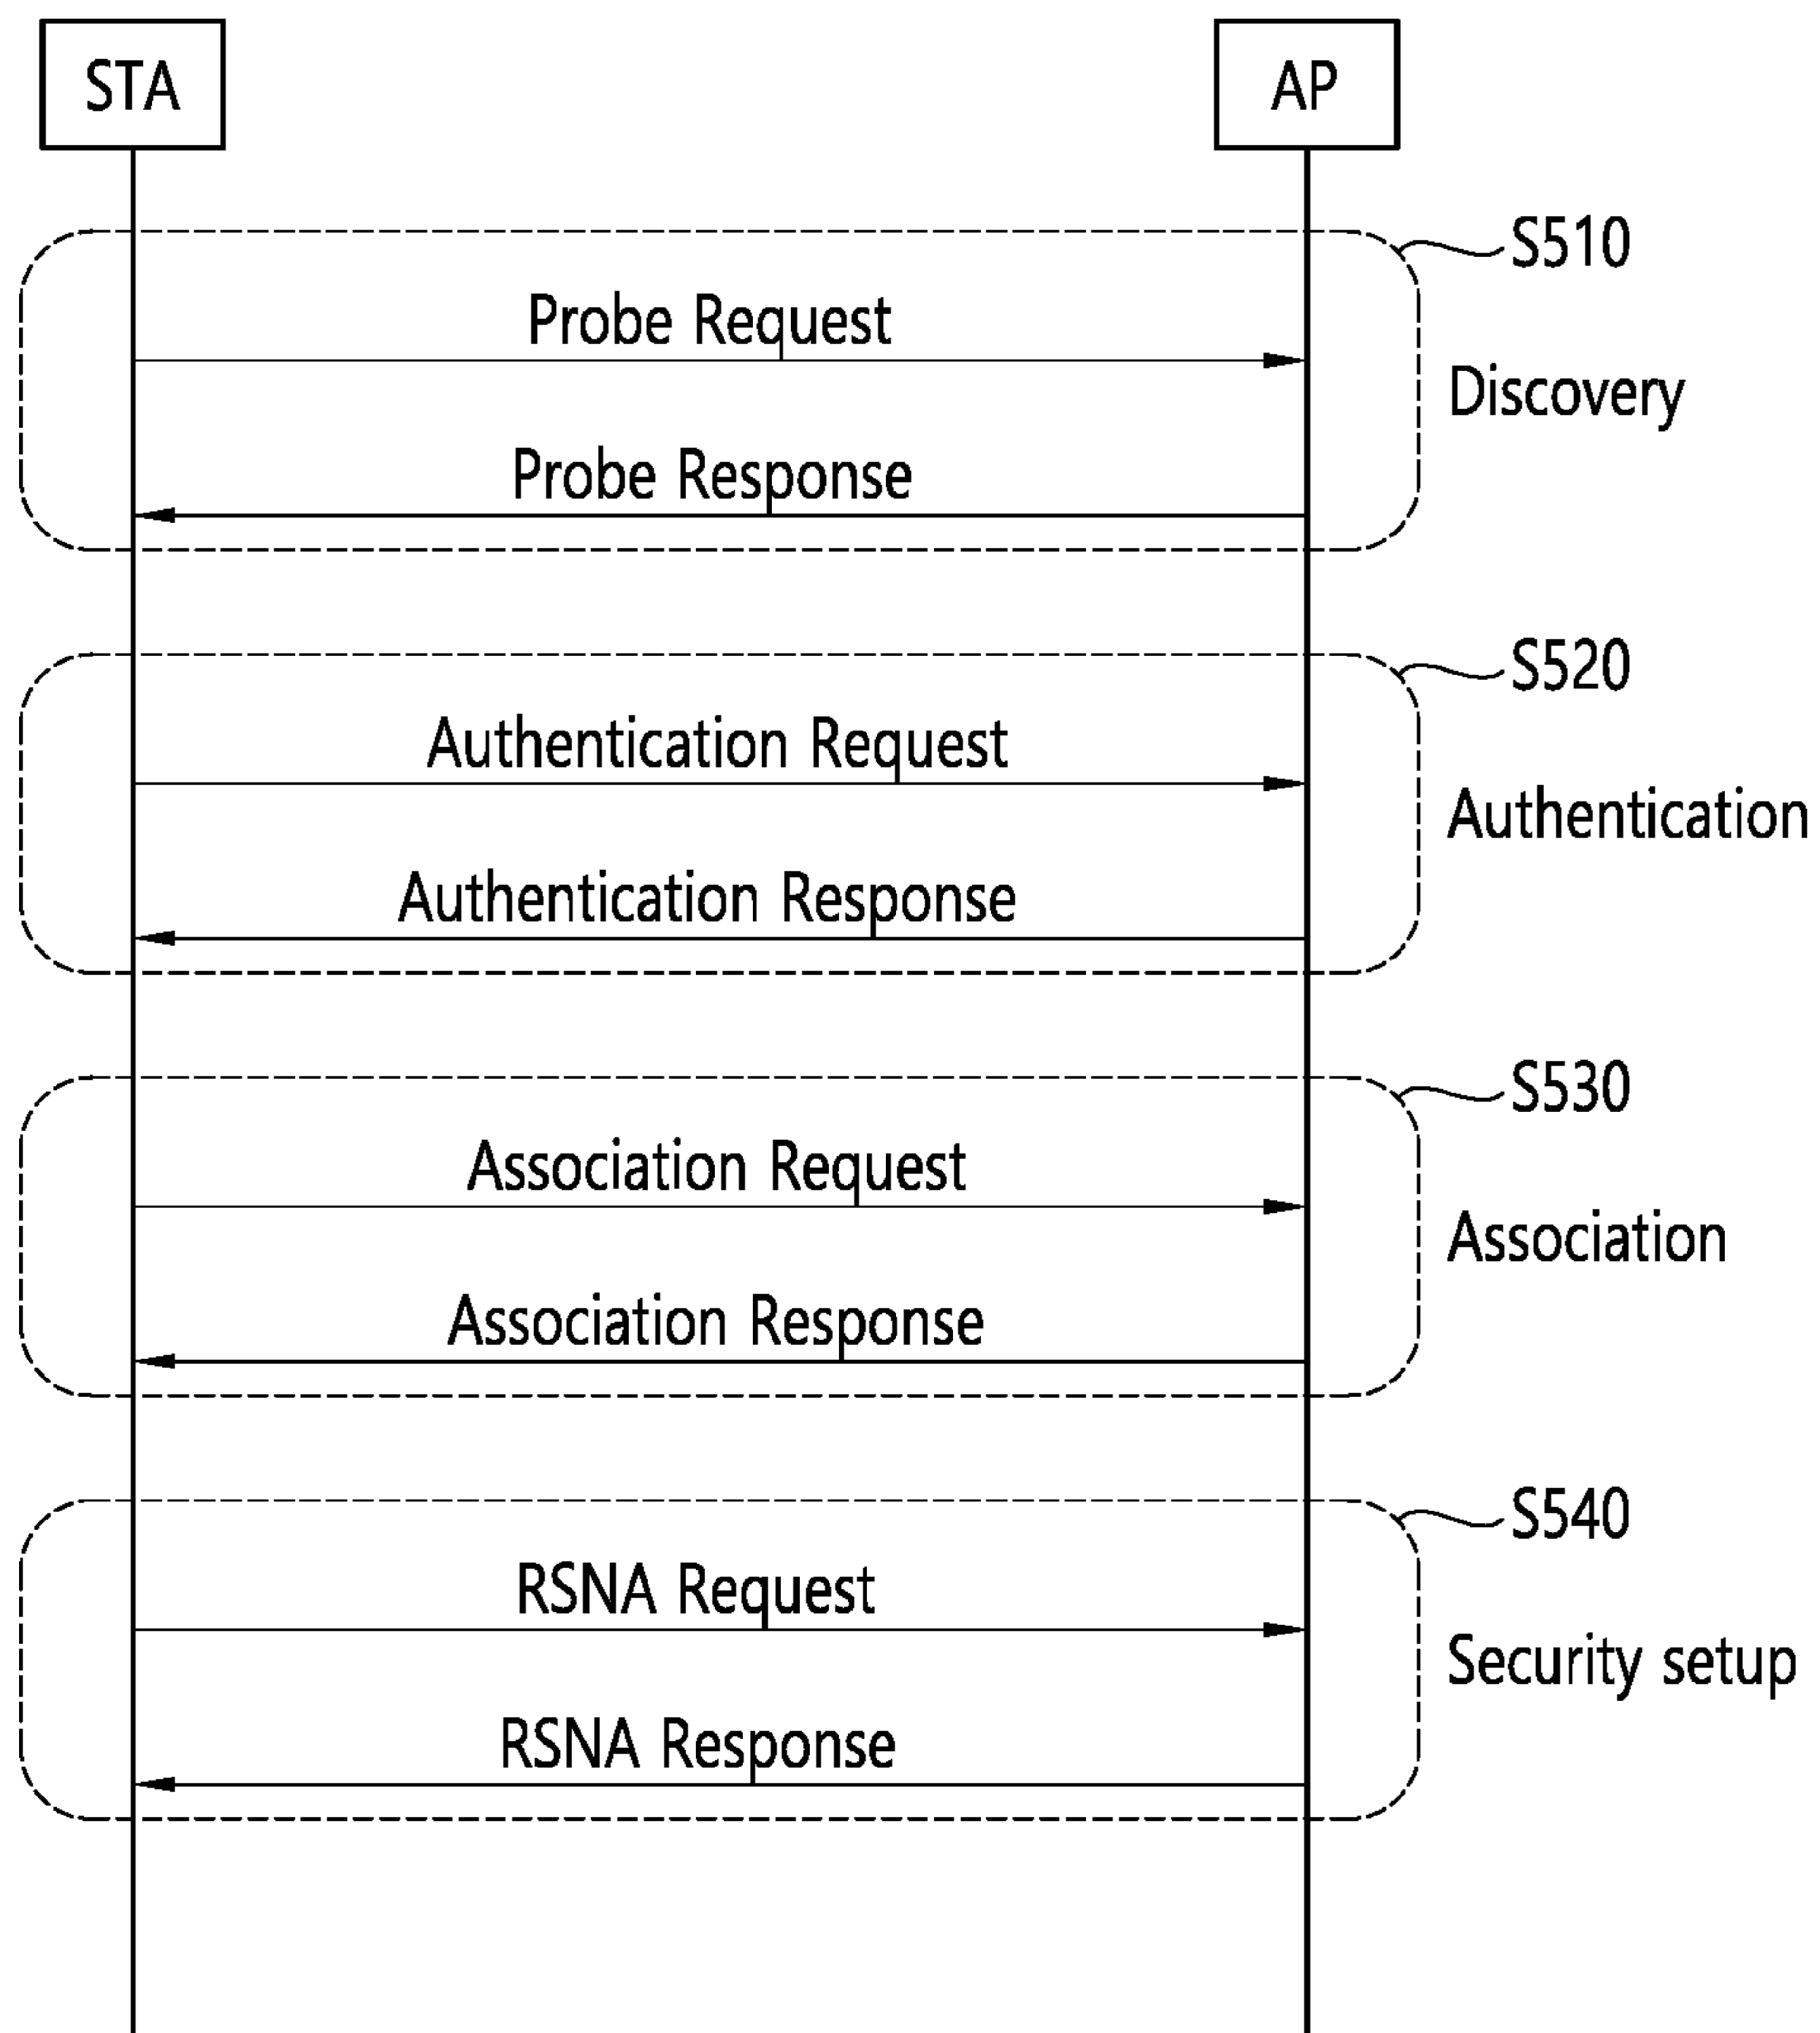 STA
AP
S510
Probe Request
Discovery
Probe Response
S520
Authentication Request
Authentication
Authentication Response
S530
Association Request
Association
Association Response
S540
RSNA Request
Security setup
RSNA Response